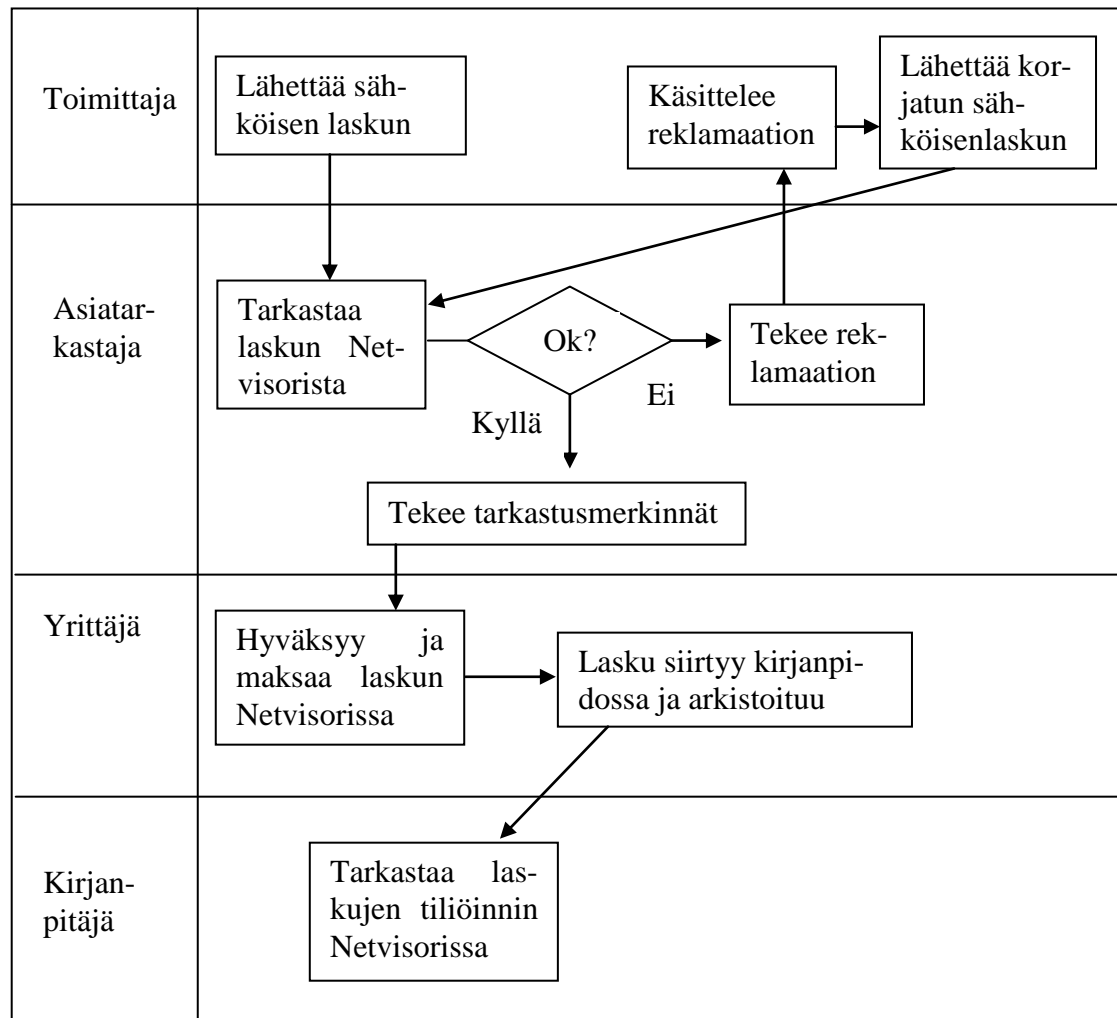 Toimittaja
Lähettää säh-
köisen laskun
Käsittelee
reklamaation
Lähettää kor-
jatun säh-
köisenlaskun
Asiatar-
kastaja
Tarkastaa
laskun Net-
visorista
Ok?
Tekee rek-
lamaation
Ei
Kyllä
Tekee tarkastusmerkinnät
Yrittäjä
Hyväksyy ja
maksaa laskun
Netvisorissa
Lasku siirtyy kirjanpi-
dossa ja arkistoituu
Kirjan-
pitäjä
Tarkastaa las-
kujen tiliöinnin
Netvisorissa